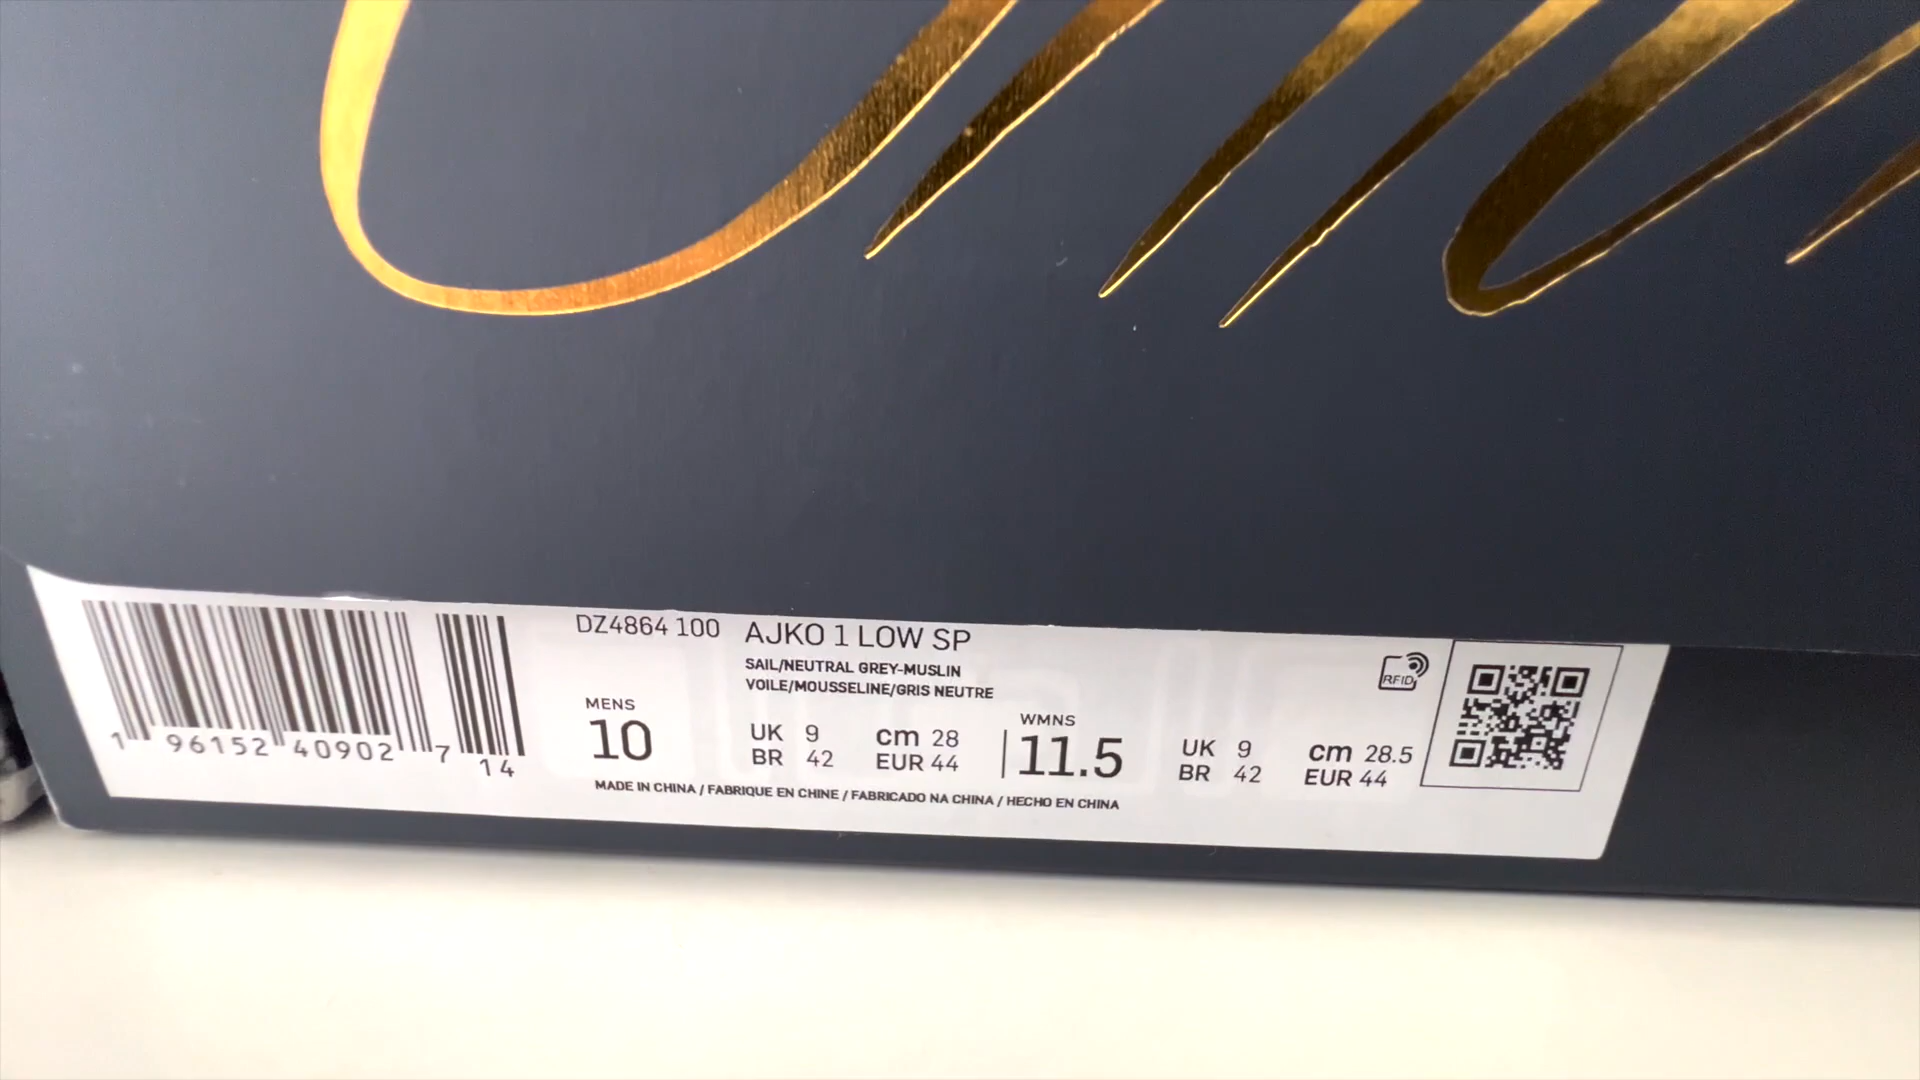 DZ4864 100 AJKO 1 LOW SP
SAIL/NEUTRAL GREY-MUSLIN
VOILE/MOUSSELINE/GRIS NEUTRE
RFID
MENS
10
UK 9 cm 28
BR 42 EUR 44
WMNS
11.5
UK 9 cm 28.5
BR 42 EUR 44
1 96152 40902 7 14
MADE IN CHINA / FABRIQUE EN CHINE / FABRICADO NA CHINA / HECHO EN CHINA